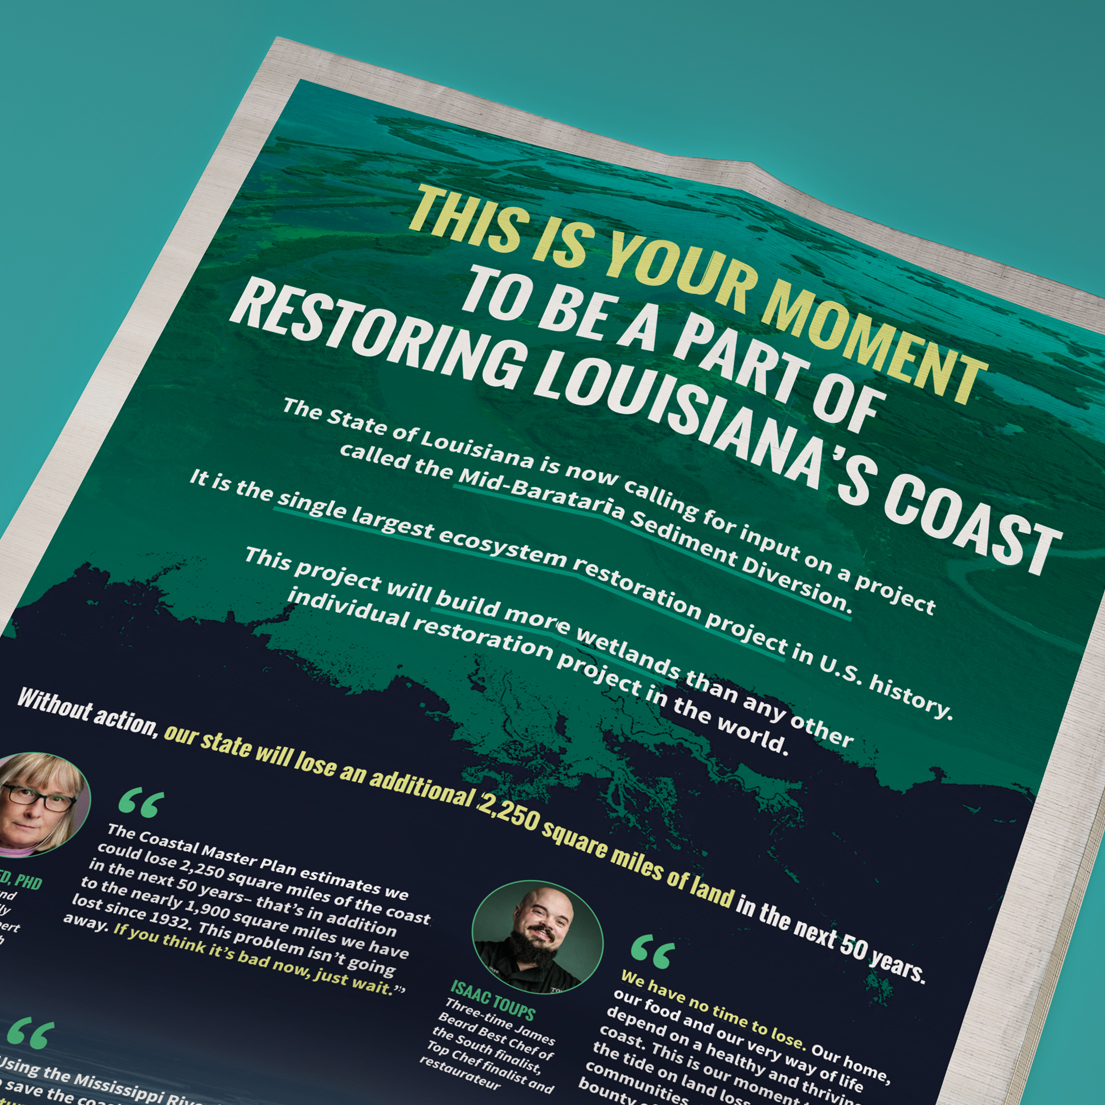 THIS IS YOUR MOMENT
TO BE A PART OF
RESTORING LOUISIANA'S COAST
The State of Louisiana is now calling for input on a project
called the Mid-Barataria Sediment Diversion.
It is the single largest ecosystem restoration project in U.S. history.
This project will build more wetlands than any other
individual restoration project in the world.
Without action, our state will lose an additional 2,250 square miles of land in the next 50 years.
PHD
“
The Coastal Master Plan estimates we
could lose 2,250 square miles of the coast
in the next 50 years– that's in addition
to the nearly 1,900 square miles we have
lost since 1932. This problem isn't going
away. If you think it's bad now, just wait.”
ISAAC TOUPS
Three-time James
Beard Best Chef of
the South finalist,
Top Chef finalist and
restaurateur
“
We have no time to lose. Our home,
our food and our very way of life
depend on a healthy and thriving
coast. This is our moment
the tide on land loss
communities
bounty
“
Using the Mississippi
save the